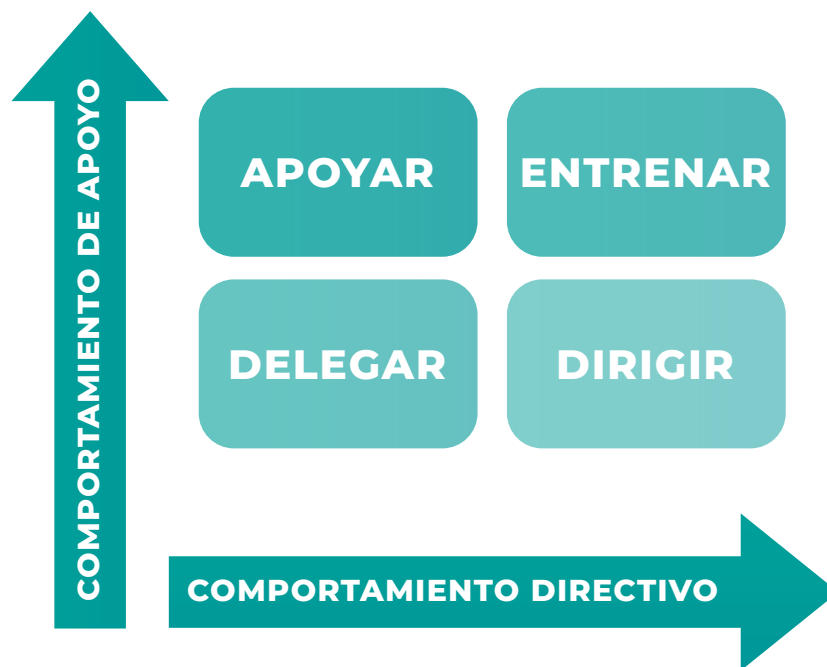 COMPORTAMIENTO DE APOYO
APOYAR
ENTRENAR
DELEGAR
DIRIGIR
COMPORTAMIENTO DIRECTIVO